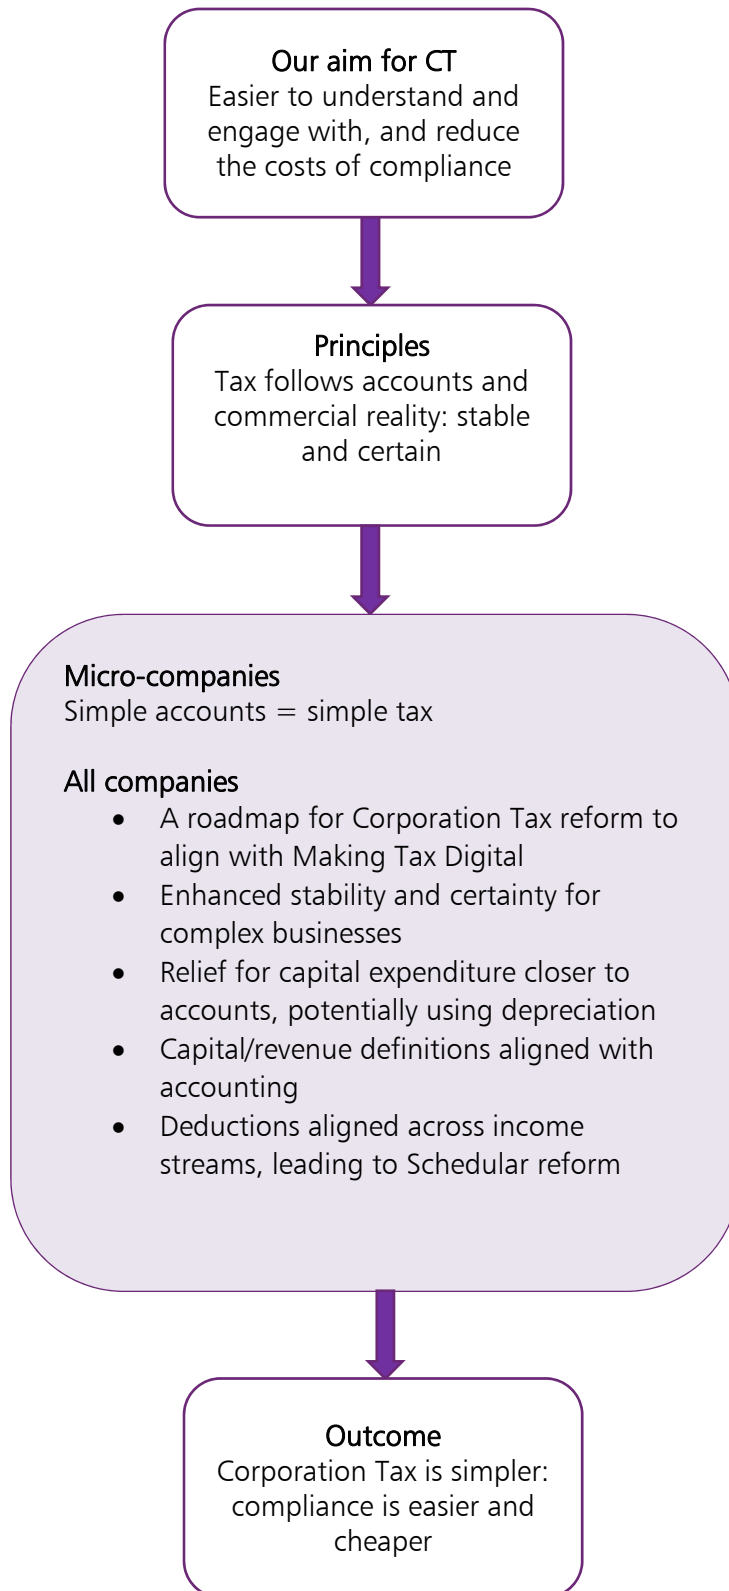 Our aim for CT
Easier to understand and
engage with, and reduce
the costs of compliance
Principles
Tax follows accounts and
commercial reality: stable
and certain
Micro-companies
Simple accounts = simple tax
All companies
• A roadmap for Corporation Tax reform to
align with Making Tax Digital
• Enhanced stability and certainty for
complex businesses
• Relief for capital expenditure closer to
accounts, potentially using depreciation
• Capital/revenue definitions aligned with
accounting
• Deductions aligned across income
streams, leading to Schedular reform
Outcome
Corporation Tax is simpler:
compliance is easier and
cheaper